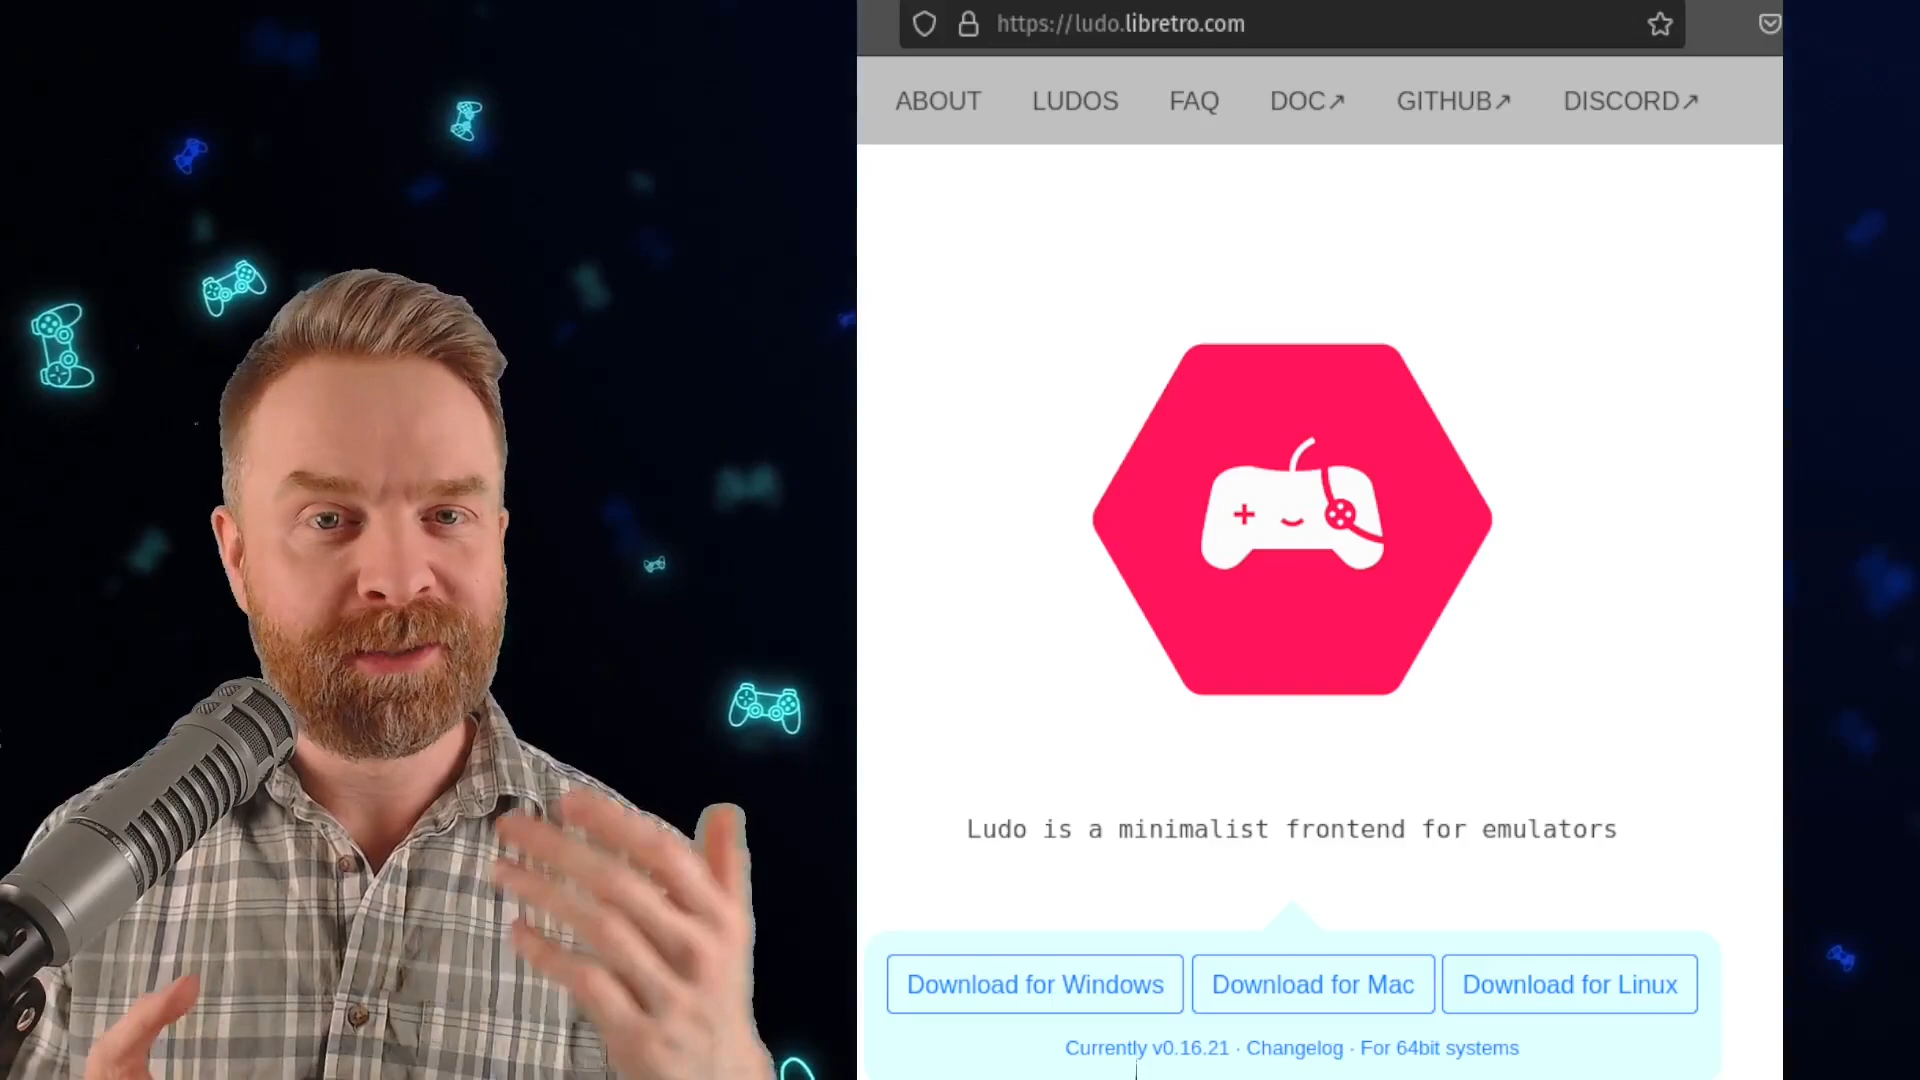 https://ludo.libretro.com
ABOUT LUDOS FAQ DOC↗ GITHUB↗ DISCORD↗
Ludo is a minimalist frontend for emulators
Download for Windows Download for Mac Download for Linux
Currently v0.16.21 · Changelog · For 64bit systems